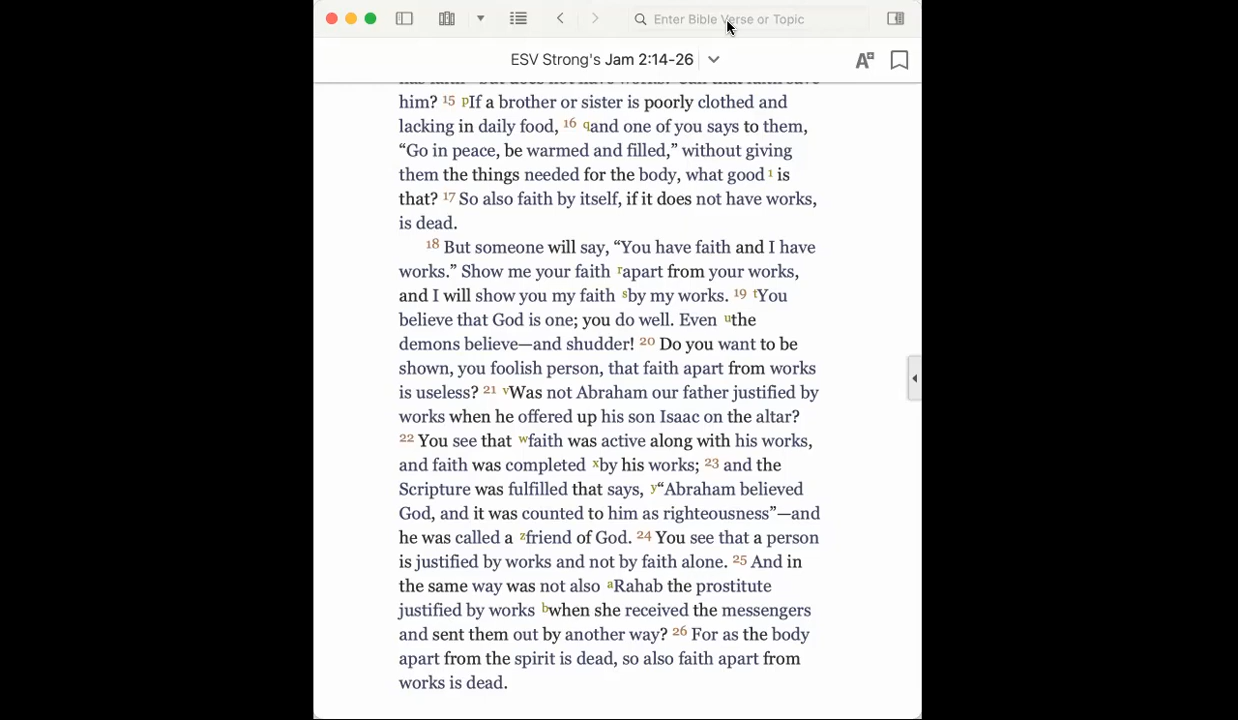 Enter Bible Verse or Topic
ESV Strong's Jam 2:14-26
has faith but does not have works? Can that faith save
him? 15 pIf a brother or sister is poorly clothed and
lacking in daily food, 16 qand one of you says to them,
“Go in peace, be warmed and filled,” without giving
them the things needed for the body, what good1 is
that? 17 So also faith by itself, if it does not have works,
is dead.
18 But someone will say, “You have faith and I have
works.” Show me your faith rapart from your works,
and I will show you my faith sby my works. 19 tYou
believe that God is one; you do well. Even uthe
demons believe—and shudder! 20 Do you want to be
shown, you foolish person, that faith apart from works
is useless? 21 vWas not Abraham our father justified by
works when he offered up his son Isaac on the altar?
22 You see that wfaith was active along with his works,
and faith was completed xby his works; 23 and the
Scripture was fulfilled that says, y“Abraham believed
God, and it was counted to him as righteousness”—and
he was called a zfriend of God. 24 You see that a person
is justified by works and not by faith alone. 25 And in
the same way was not also aRahab the prostitute
justified by works bwhen she received the messengers
and sent them out by another way? 26 For as the body
apart from the spirit is dead, so also faith apart from
works is dead.